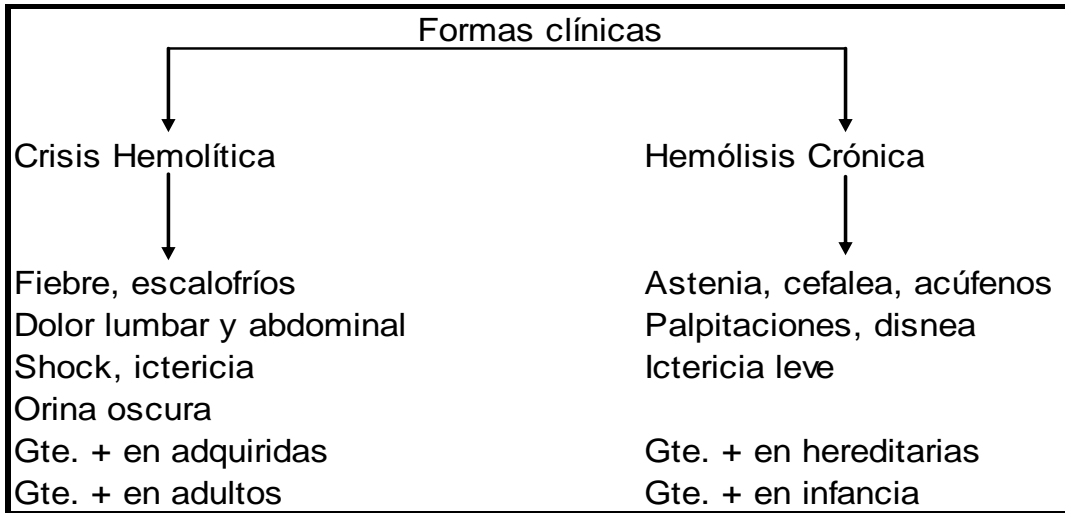 Formas clínicas
Crisis Hemolítica
Hemólisis Crónica
Fiebre, escalofríos
Dolor lumbar y abdominal
Shock, ictericia
Orina oscura
Gte. + en adquiridas
Gte. + en adultos
Astenia, cefalea, acúfenos
Palpitaciones, disnea
Ictericia leve
Gte. + en hereditarias
Gte. + en infancia